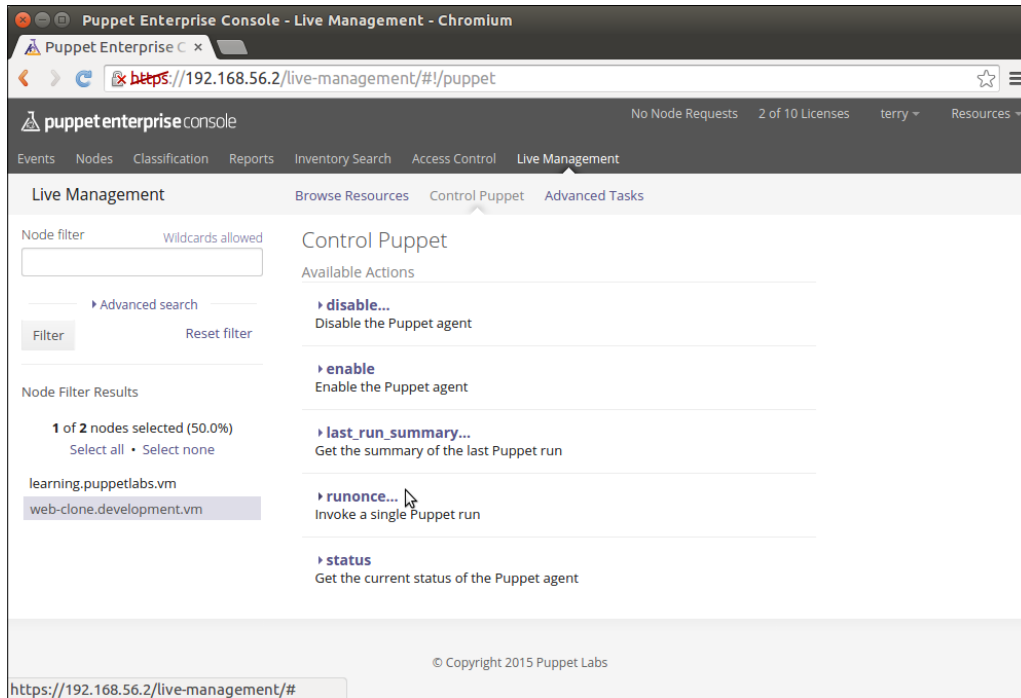 Puppet Enterprise Console - Live Management - Chromium
Puppet Enterprise C
https://192.168.56.2/live-management/#!/puppet
puppet enterprise console
No Node Requests 2 of 10 Licenses terry Resources
Events Nodes Classification Reports Inventory Search Access Control Live Management
Live Management
Browse Resources Control Puppet Advanced Tasks
Node filter Wildcards allowed
Advanced search
Filter Reset filter
Node Filter Results
1 of 2 nodes selected (50.0%)
Select all • Select none
learning.puppetlabs.vm
web-clone.development.vm
Control Puppet
Available Actions
disable...
Disable the Puppet agent
enable
Enable the Puppet agent
last_run_summary...
Get the summary of the last Puppet run
runonce...
Invoke a single Puppet run
status
Get the current status of the Puppet agent
© Copyright 2015 Puppet Labs
https://192.168.56.2/live-management/#